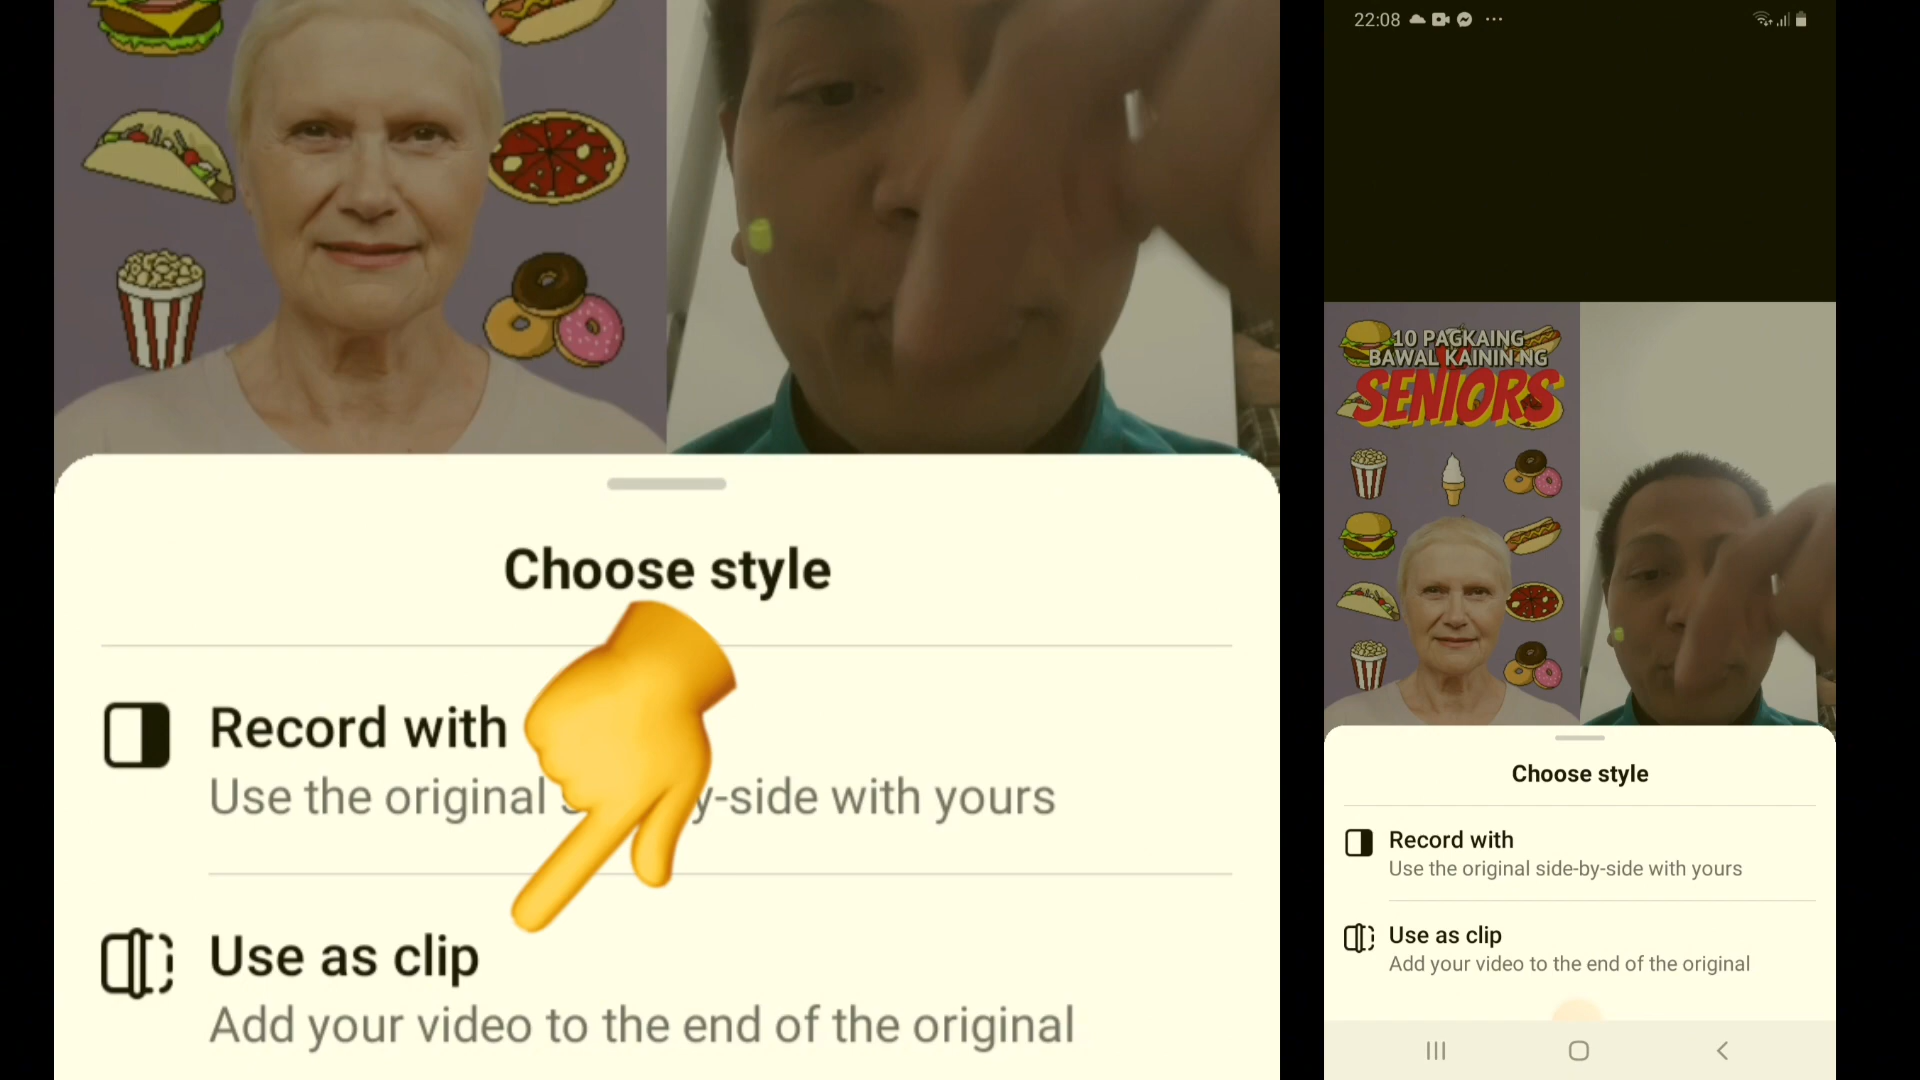 Choose style
Record with
Use the original y-side with yours
Use as clip
Add your video to the end of the original
22:08
10 PAGKAING
BAWAL KAININ NG
SENIORS
Choose style
Record with
Use the original side-by-side with yours
Use as clip
Add your video to the end of the original